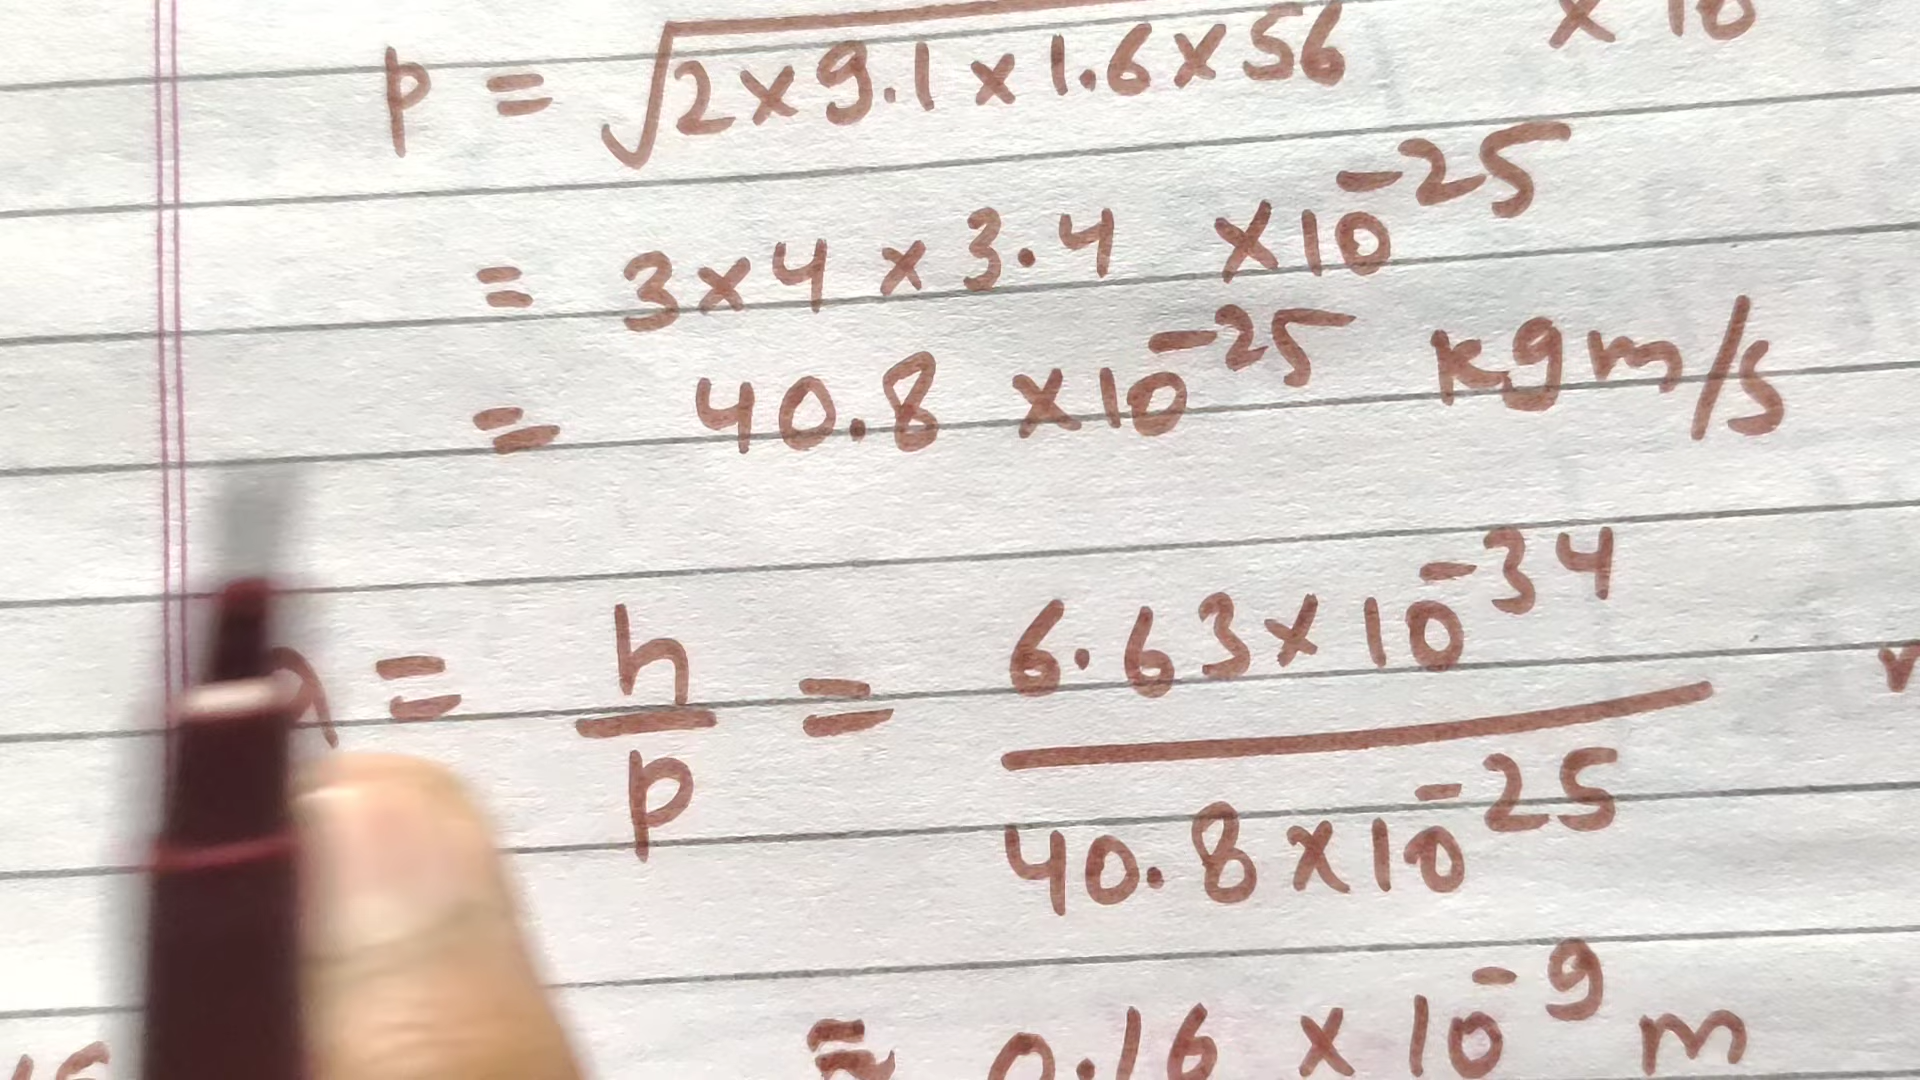 p = √2×9.1×1.6×56 × 10
= 3×4×3.4 ×10⁻²⁵
= 40.8 ×10⁻²⁵ kgm/s
= h/p = 6.63×10⁻³⁴ / 40.8×10⁻²⁵
≈ 0.16 × 10⁻⁹ m